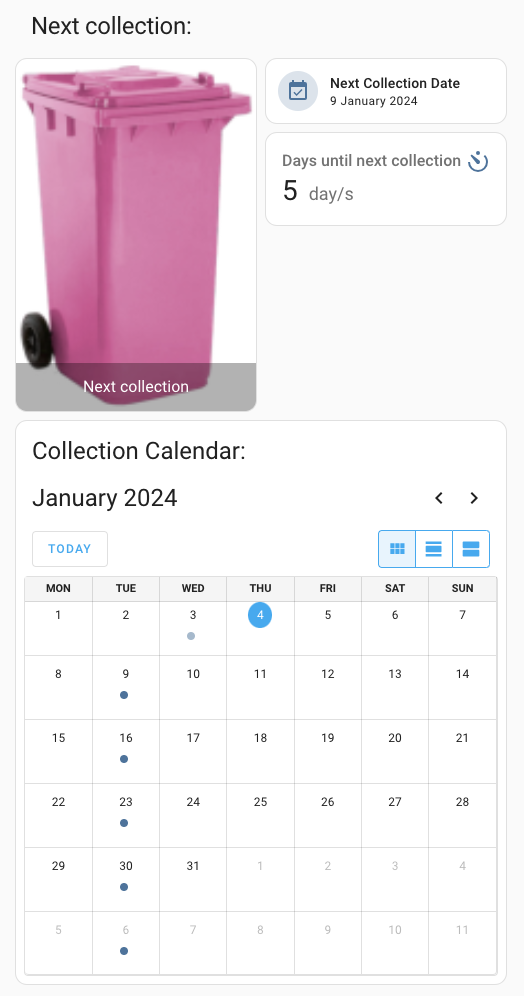 Next collection:
Next Collection Date
9 January 2024
Days until next collection
5 day/s
Next collection
Collection Calendar:
January 2024
TODAY
MON TUE WED THU FRI SAT SUN
1 2 3 4 5 6 7
8 9 10 11 12 13 14
15 16 17 18 19 20 21
22 23 24 25 26 27 28
29 30 31 1 2 3 4
5 6 7 8 9 10 11